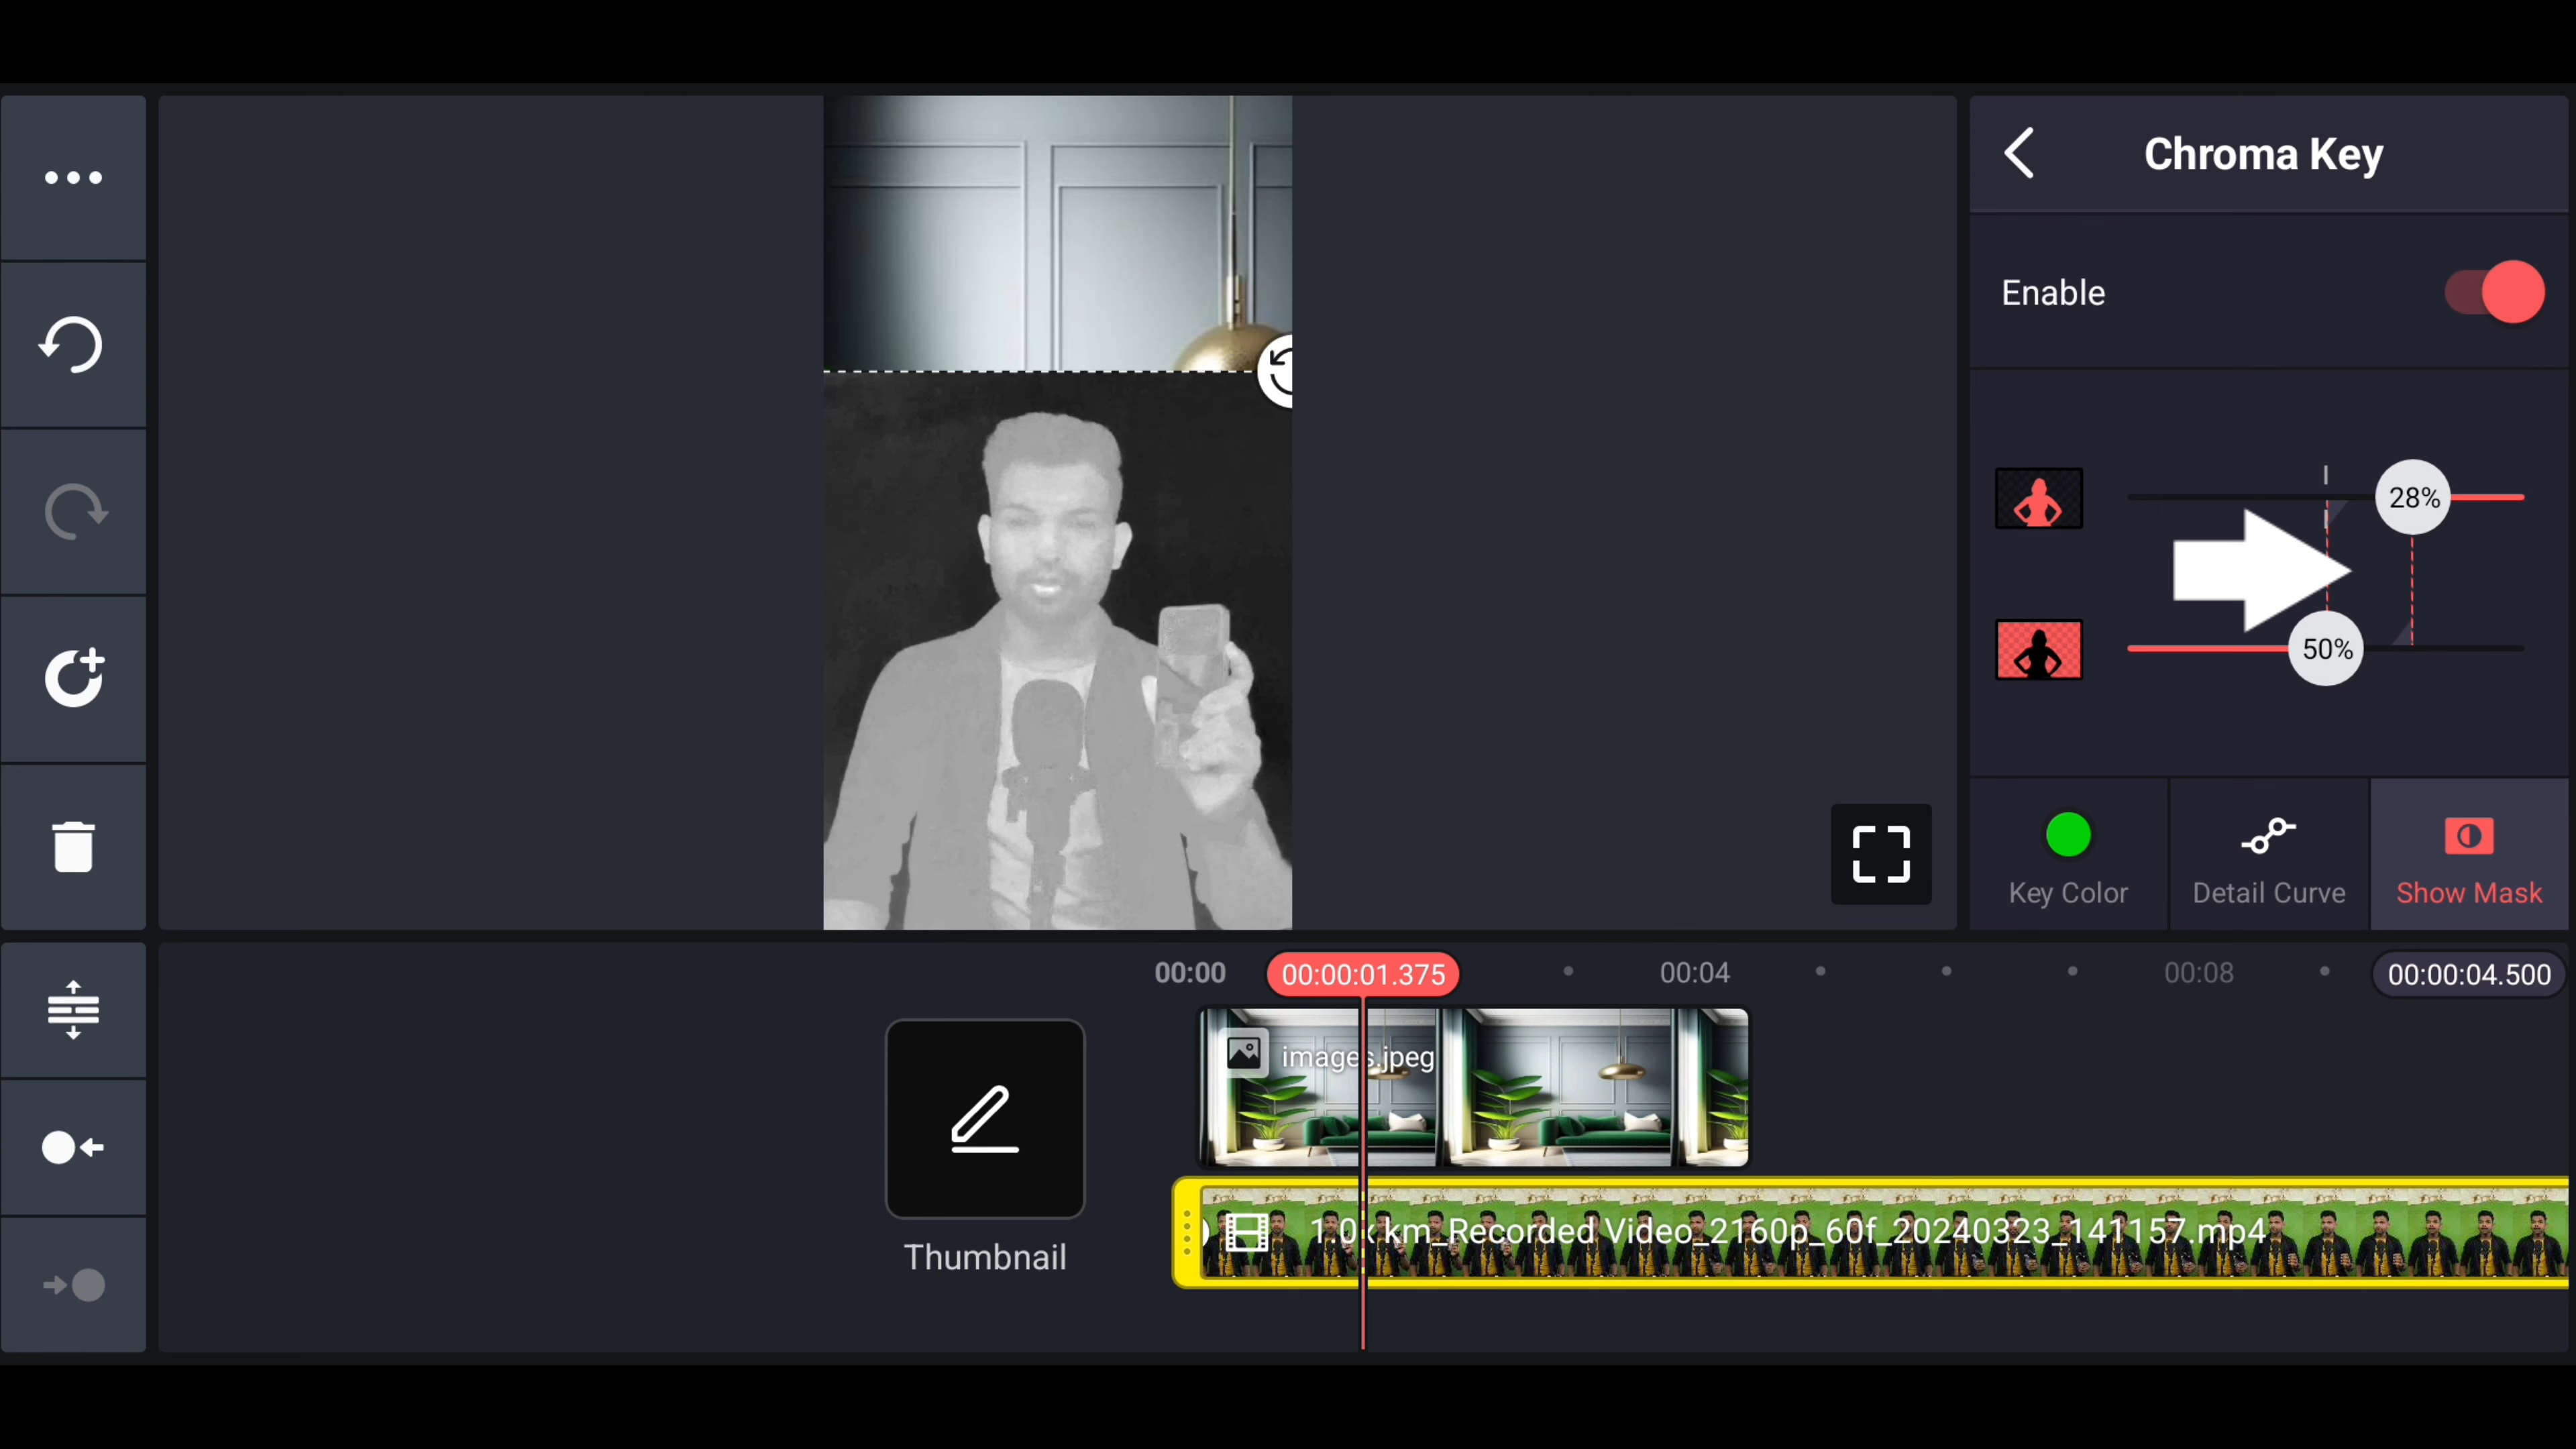 Chroma Key
Enable
28%
50%
Key Color
Detail Curve
Show Mask
00:00
00:00:01.375
00:04
00:08
00:00:04.500
images.jpeg
1.0x km_Recorded Video_2160p_60f_20240323_141157.mp4
Thumbnail